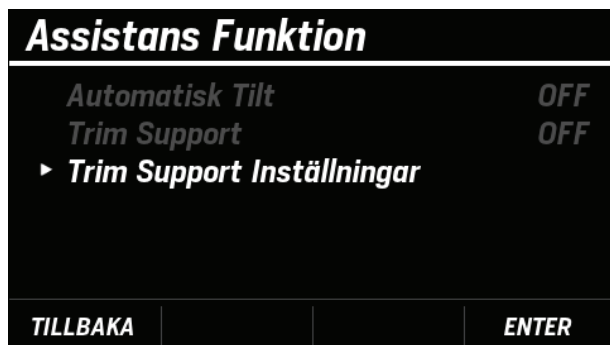 Assistans Funktion
Automatisk Tilt OFF
Trim Support OFF
Trim Support Inställningar
TILLBAKA ENTER